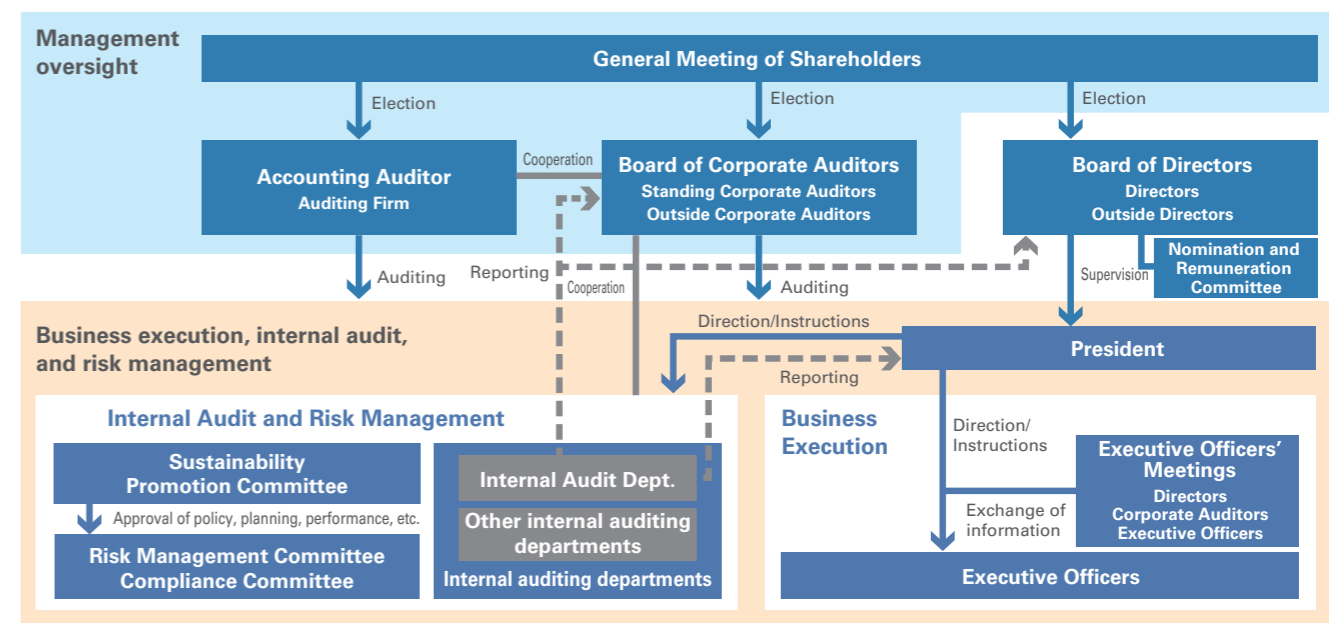 Management
oversight
General Meeting of Shareholders
Election
Election
Election
Accounting Auditor
Auditing Firm
Cooperation
Board of Corporate Auditors
Standing Corporate Auditors
Outside Corporate Auditors
Board of Directors
Directors
Outside Directors
Auditing
Reporting
Cooperation
Auditing
Supervision
Nomination and
Remuneration
Committee
Business execution, internal audit,
and risk management
Direction/Instructions
President
Reporting
Internal Audit and Risk Management
Sustainability
Promotion Committee
Approval of policy, planning, performance, etc.
Risk Management Committee
Compliance Committee
Internal Audit Dept.
Other internal auditing
departments
Internal auditing departments
Business
Execution
Direction/
Instructions
Executive Officers'
Meetings
Directors
Corporate Auditors
Executive Officers
Exchange of
information
Executive Officers